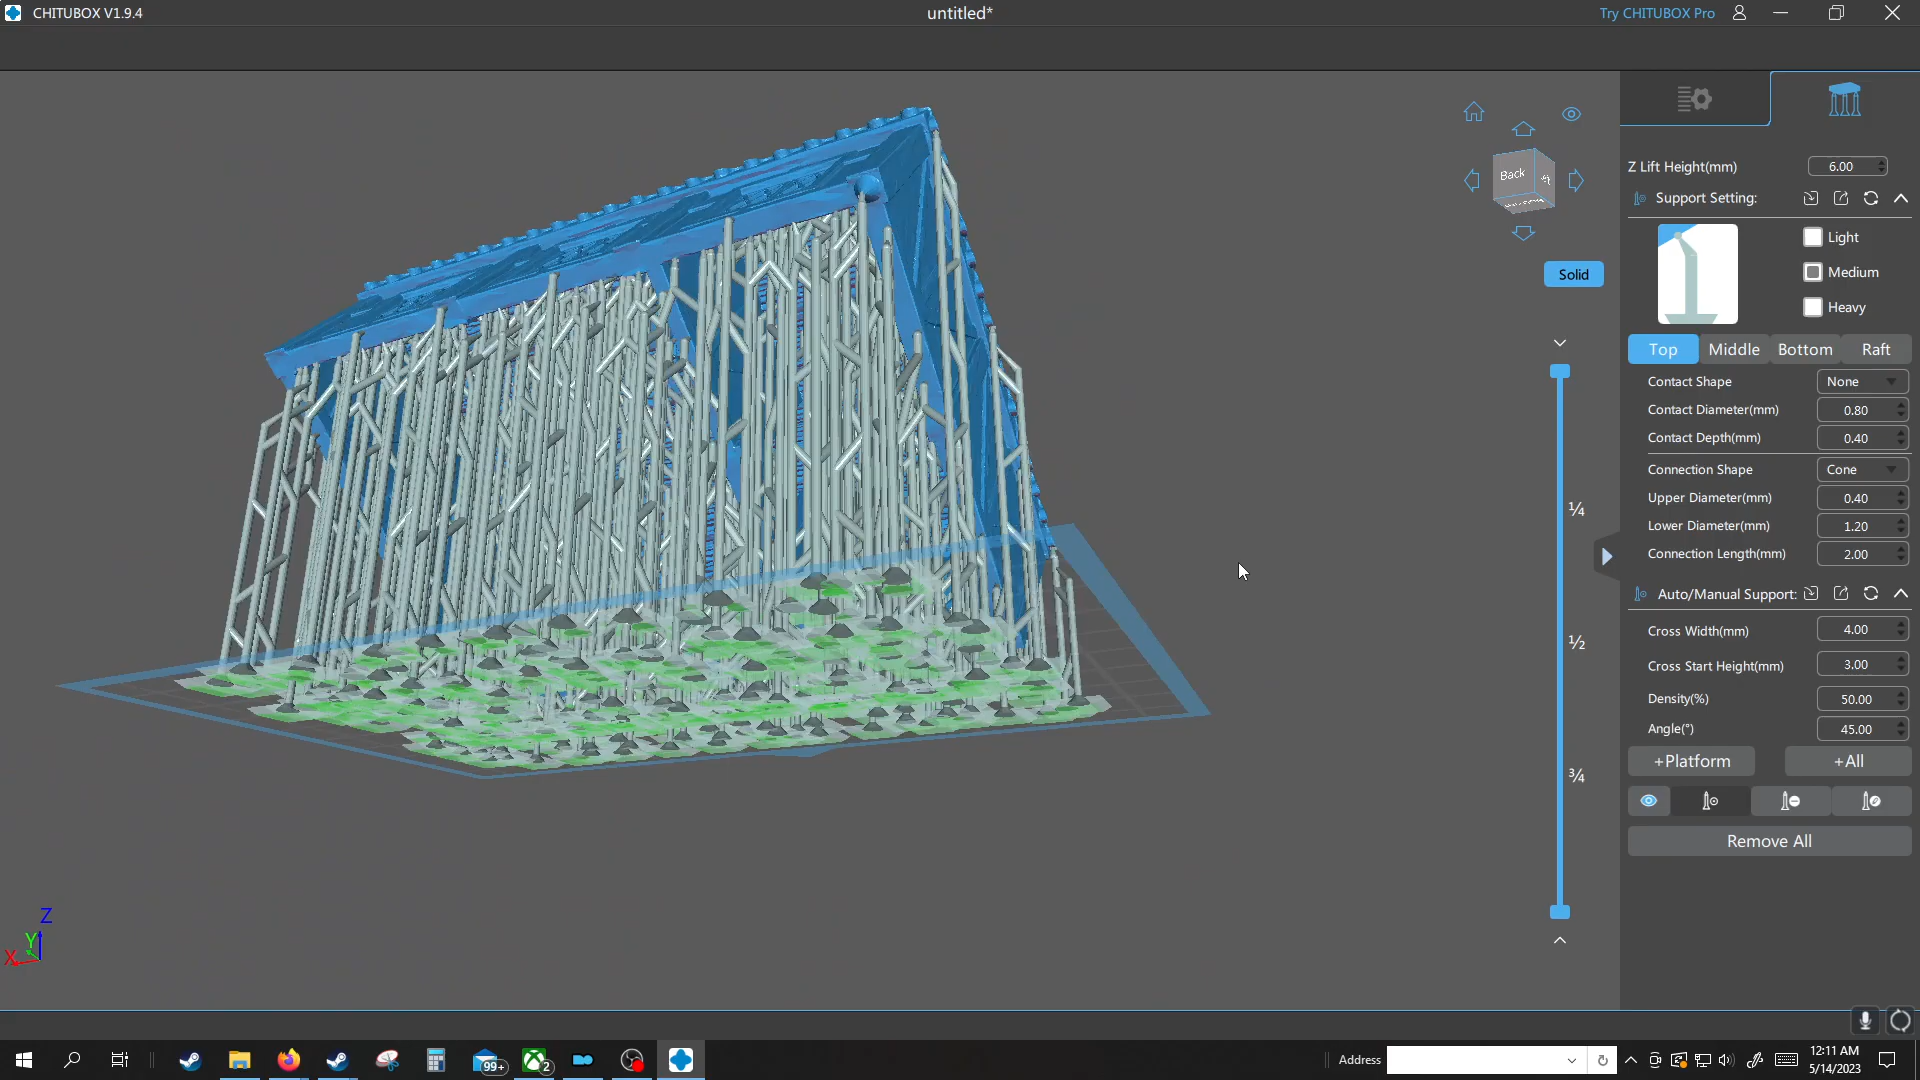 CHITUBOX V1.9.4
untitled*
Try CHITUBOX Pro
Z Lift Height(mm) 6.00
Support Setting:
Light
Medium
Heavy
Back
Solid
Top Middle Bottom Raft
Contact Shape None
Contact Diameter(mm) 0.80
Contact Depth(mm) 0.40
Connection Shape Cone
Upper Diameter(mm) 0.40
Lower Diameter(mm) 1.20
Connection Length(mm) 2.00
¼
½
¾
Auto/Manual Support:
Cross Width(mm) 4.00
Cross Start Height(mm) 3.00
Density(%) 50.00
Angle(°) 45.00
+Platform +All
Remove All
Z
Y
X
99+
2
Address
12:11 AM
5/14/2023